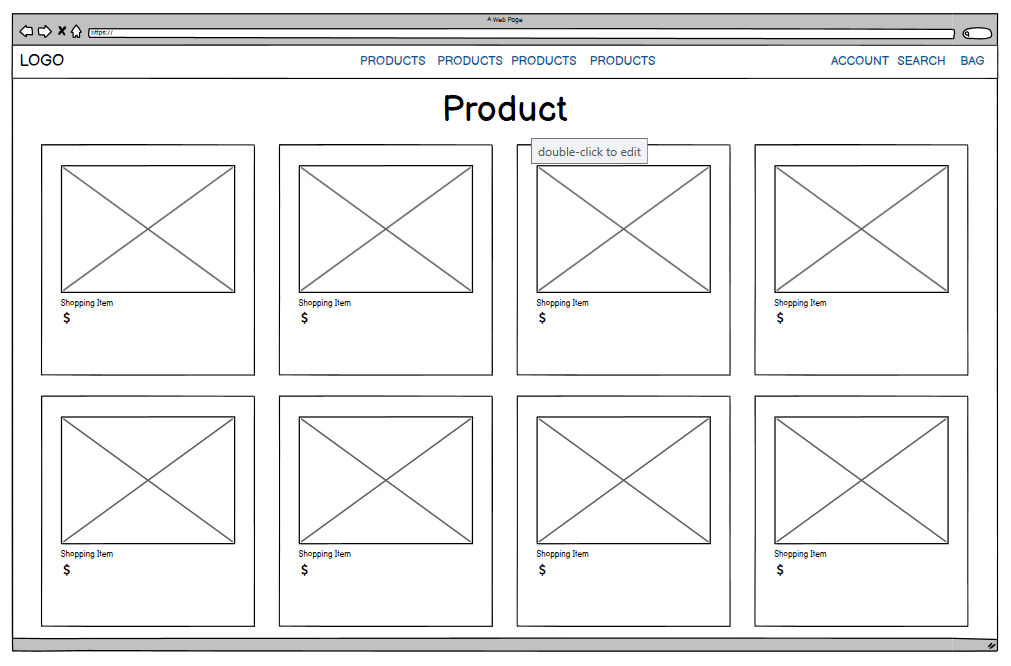 A Web Page
https://
LOGO PRODUCTS PRODUCTS PRODUCTS PRODUCTS ACCOUNT SEARCH BAG
Product
double-click to edit
Shopping Item Shopping Item Shopping Item Shopping Item
$ $ $ $
Shopping Item Shopping Item Shopping Item Shopping Item
$ $ $ $